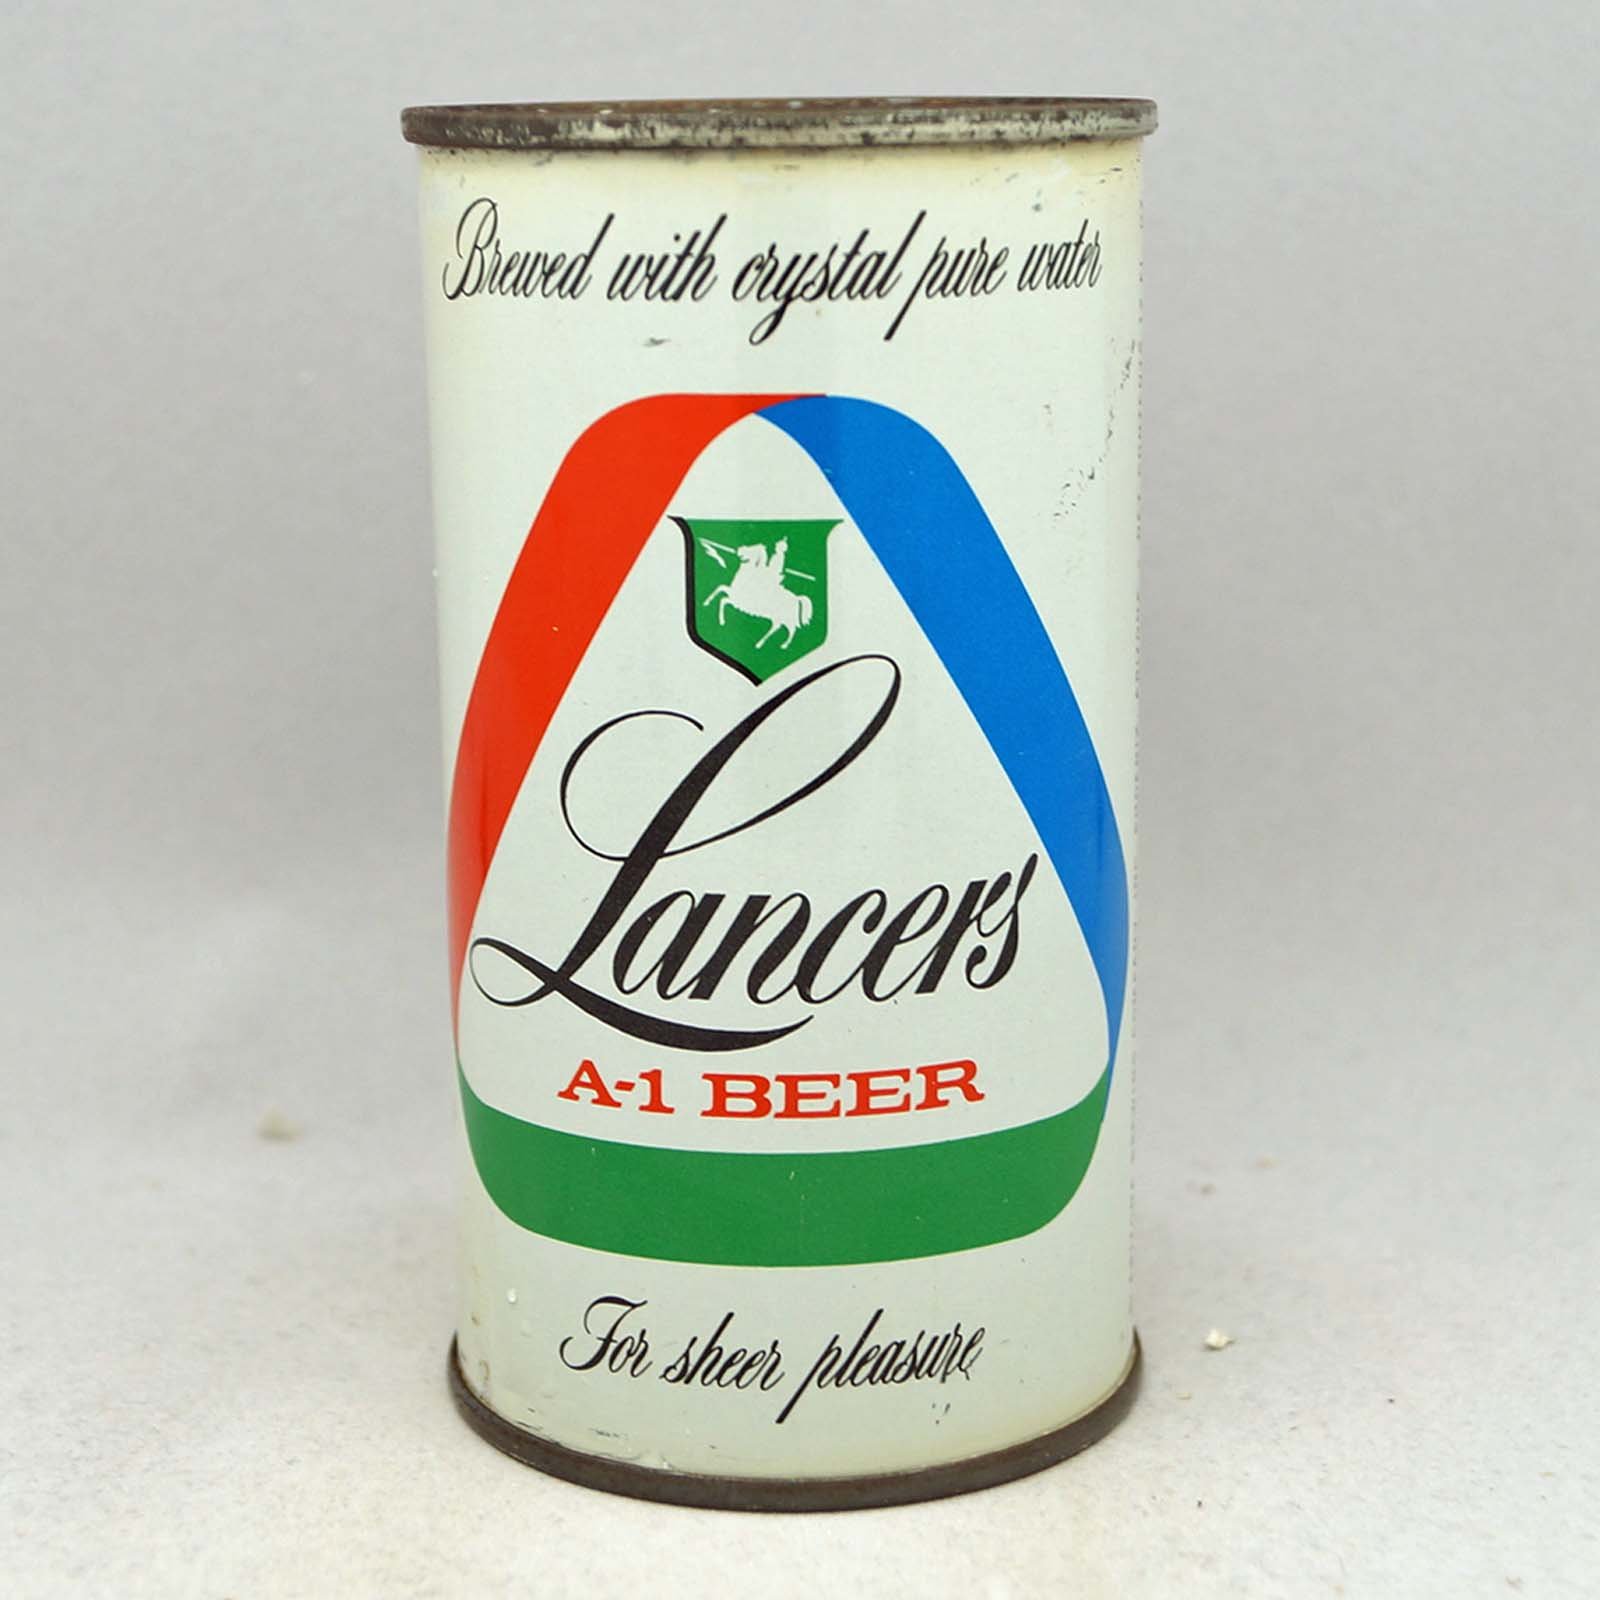 Brewed with crystal pure water
Lancers
A-1 BEER
For sheer pleasure